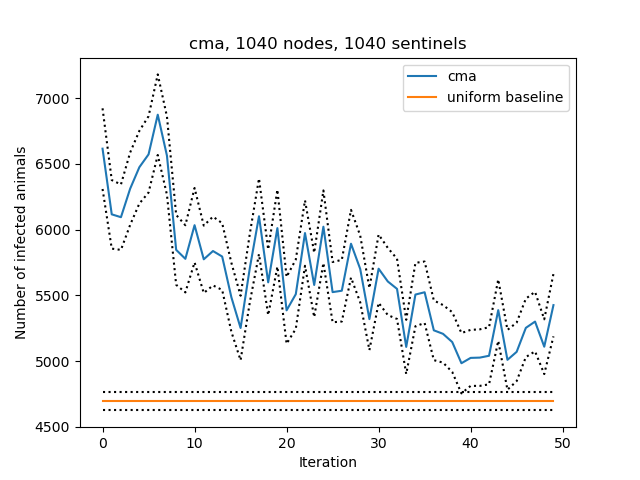 cma, 1040 nodes, 1040 sentinels
cma
uniform baseline
Number of infected animals
7000
6500
6000
5500
5000
4500
0 10 20 30 40 50
Iteration